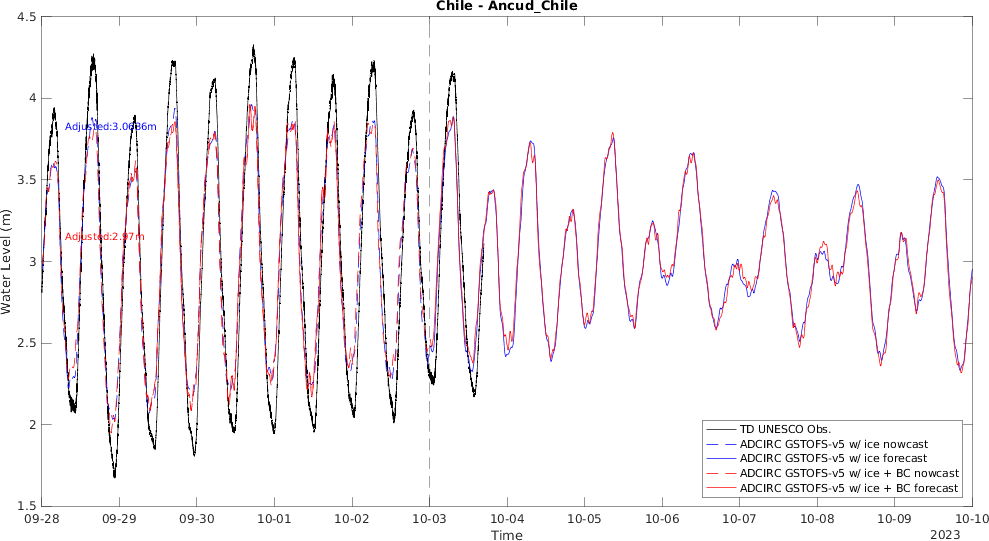 Chile - Ancud_Chile
4.5
4
3.5
3
2.5
2
1.5
Water Level (m)
Adjusted:3.0636m
Adjusted:2.97m
TD UNESCO Obs.
ADCIRC GSTOFS-v5 w/ ice nowcast
ADCIRC GSTOFS-v5 w/ ice forecast
ADCIRC GSTOFS-v5 w/ ice + BC nowcast
ADCIRC GSTOFS-v5 w/ ice + BC forecast
09-28 09-29 09-30 10-01 10-02 10-03 10-04 10-05 10-06 10-07 10-08 10-09 10-10
Time
2023